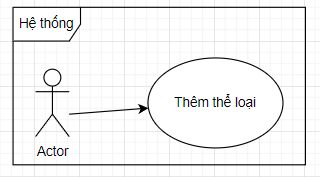 Hệ thống
Thêm thể loại
Actor